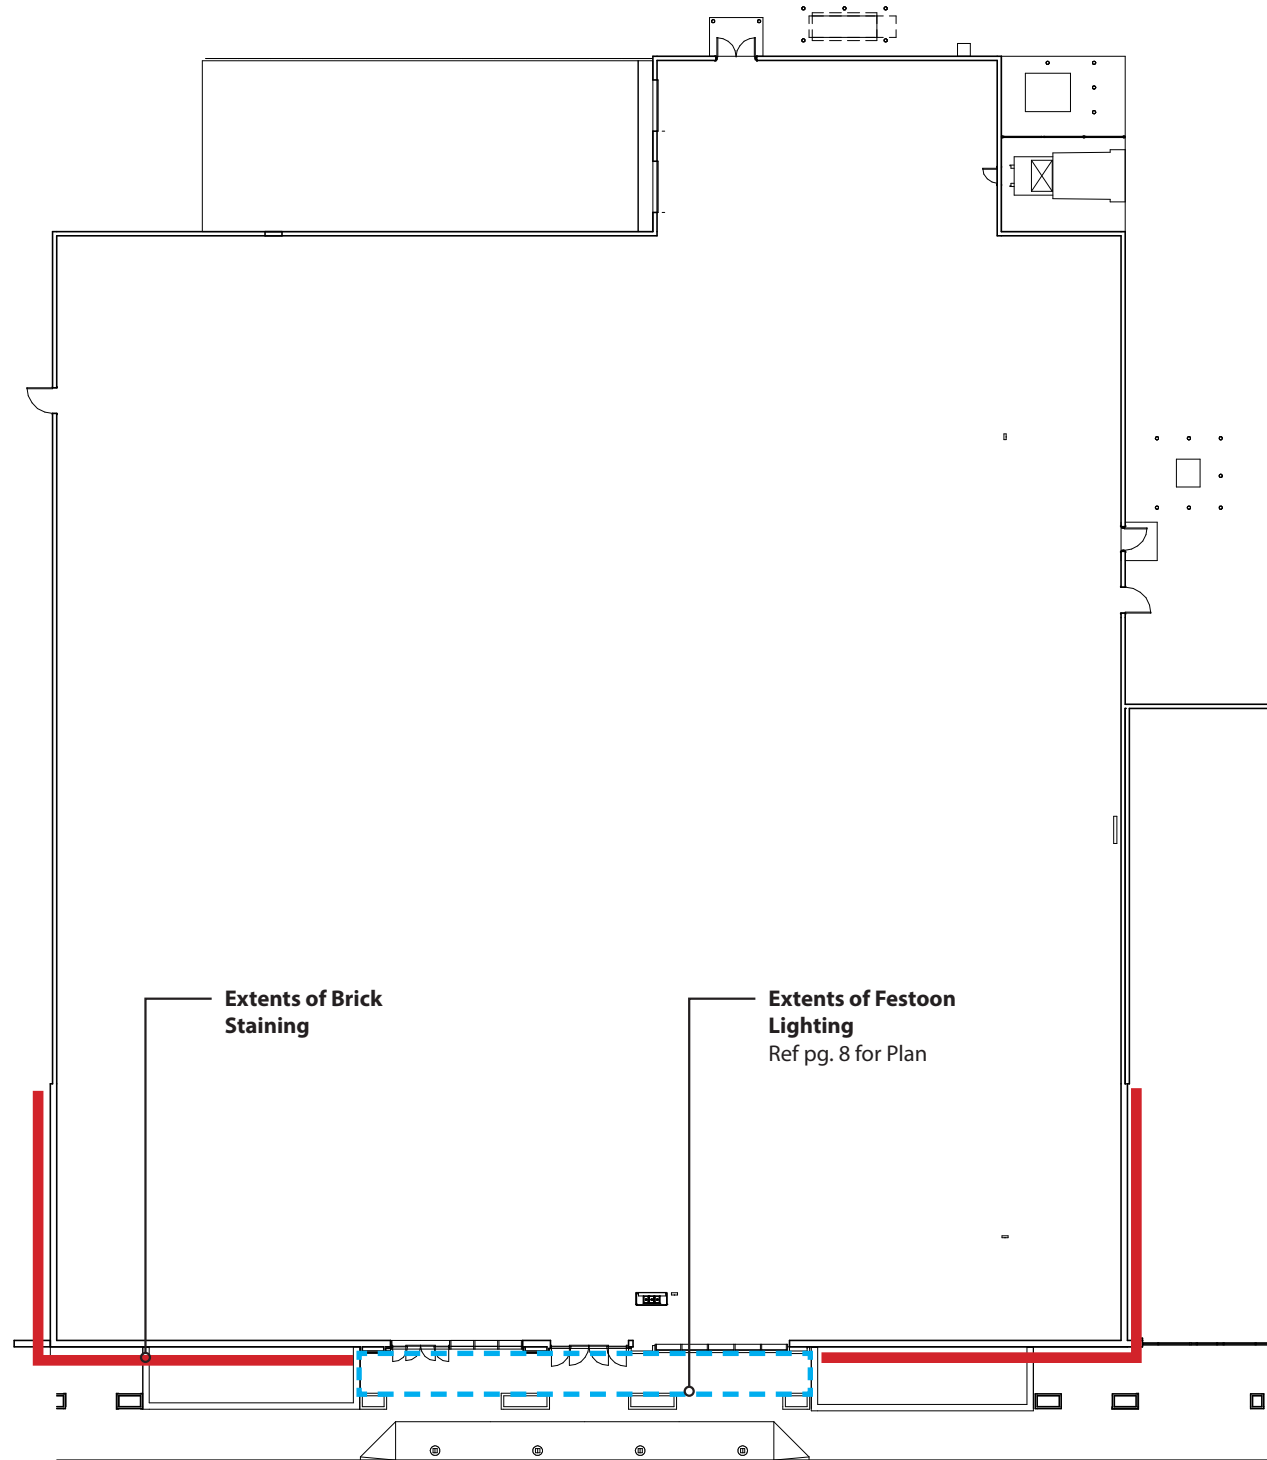 Extents of Brick
Staining
Extents of Festoon
Lighting
Ref pg. 8 for Plan